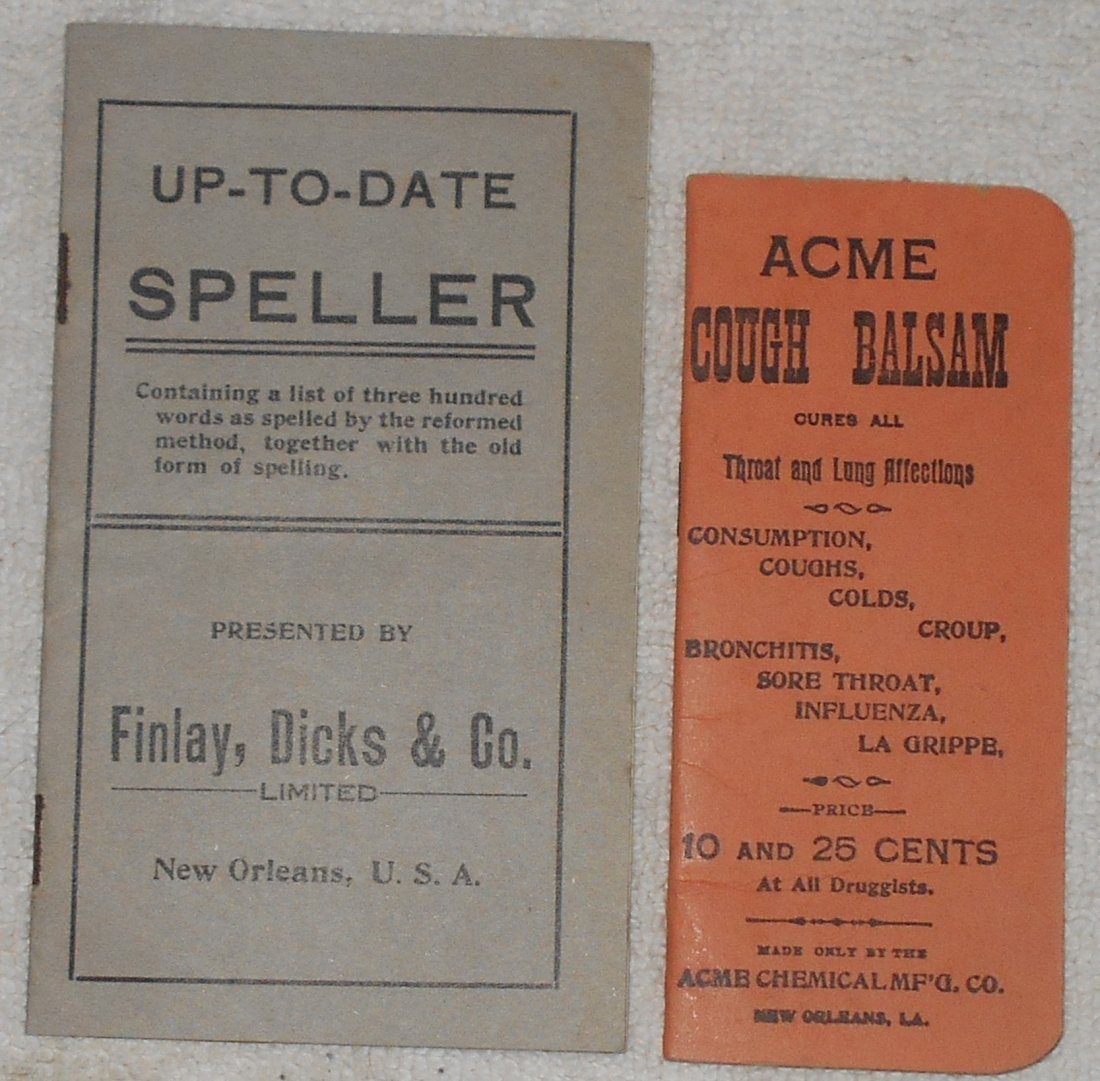 UP-TO-DATE
SPELLER
Containing a list of three hundred
words as spelled by the reformed
method, together with the old
form of spelling.
PRESENTED BY
Finlay, Dicks & Co.
LIMITED
New Orleans, U. S. A.
ACME
COUGH BALSAM
CURES ALL
Throat and Lung Affections
CONSUMPTION,
COUGHS,
COLDS,
CROUP,
BRONCHITIS,
SORE THROAT,
INFLUENZA,
LA GRIPPE,
PRICE
10 AND 25 CENTS
At All Druggists.
MADE ONLY BY THE
ACME CHEMICAL MF'G. CO.
NEW ORLEANS, LA.